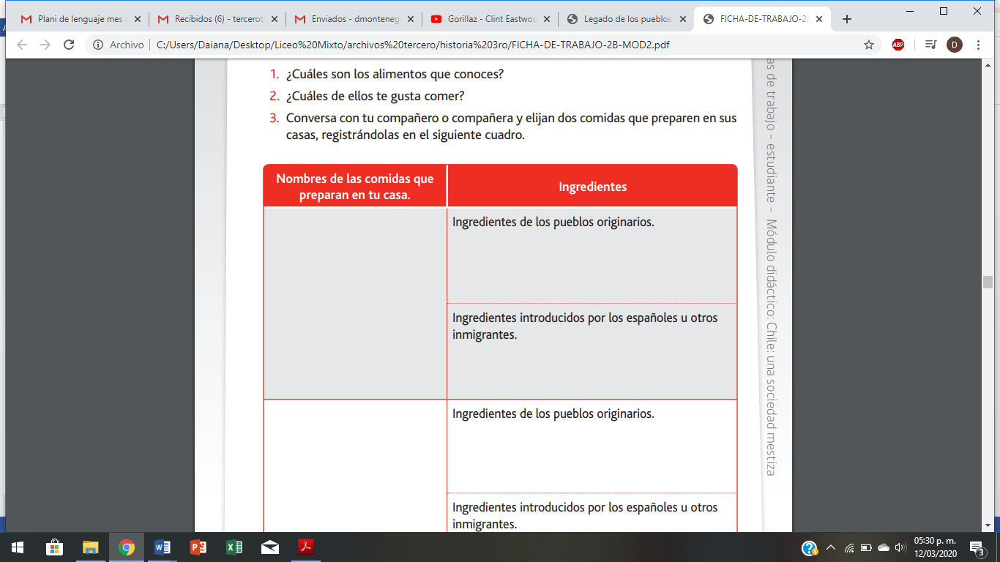 Plani de lenguaje mes r
Recibidos (6) - tercerob
Enviados - dmontenegr
Gorillaz - Clint Eastwoo
Legado de los pueblos
FICHA-DE-TRABAJO-2B
Archivo
C:/Users/Daiana/Desktop/Liceo%20Mixto/archivos%20tercero/historia%203ro/FICHA-DE-TRABAJO-2B-MOD2.pdf
ABP
D
1. ¿Cuáles son los alimentos que conoces?
2. ¿Cuáles de ellos te gusta comer?
3. Conversa con tu compañero o compañera y elijan dos comidas que preparen en sus
casas, registrándolas en el siguiente cuadro.
Nombres de las comidas que
preparan en tu casa.
Ingredientes
Ingredientes de los pueblos originarios.
Ingredientes introducidos por los españoles u otros
inmigrantes.
Ingredientes de los pueblos originarios.
Ingredientes introducidos por los españoles u otros
inmigrantes.
as de trabajo - estudiante - Módulo didáctico: Chile: una sociedad mestiza
05:30 p. m.
12/03/2020
3